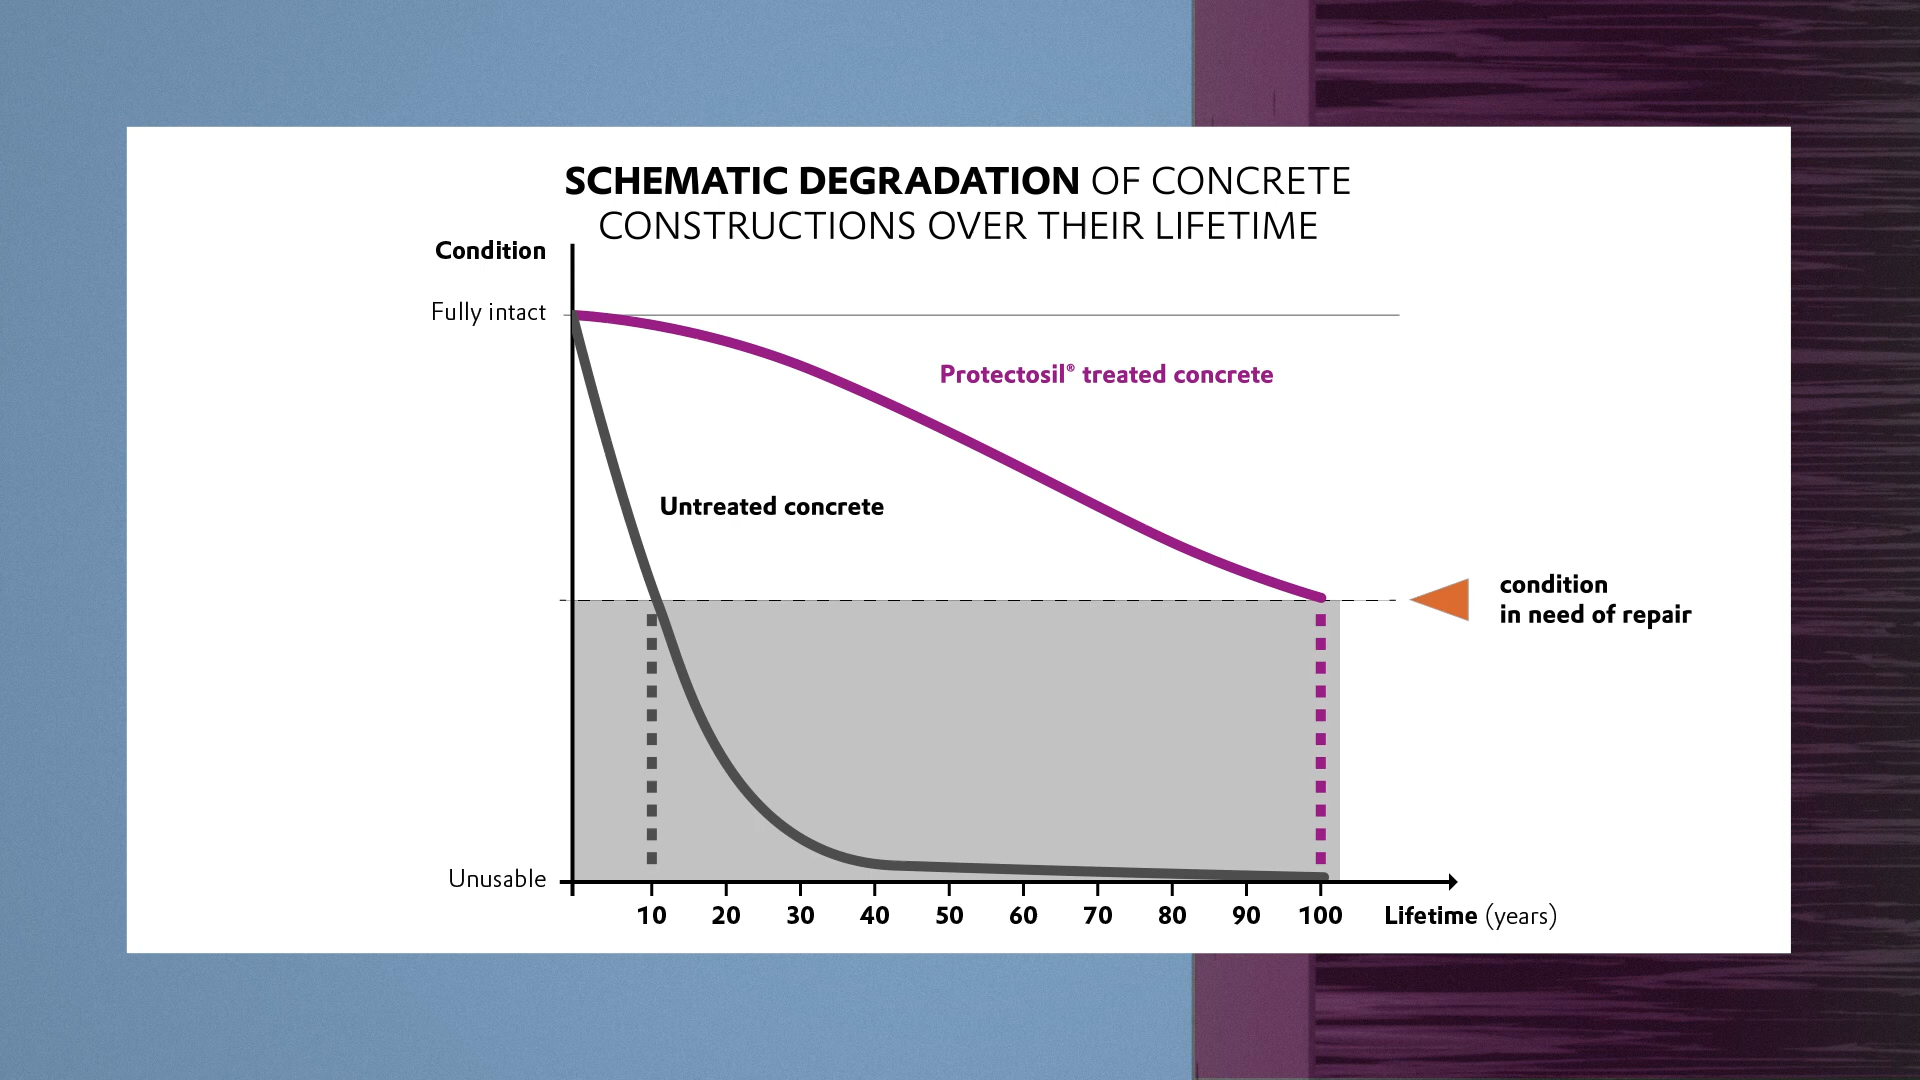 SCHEMATIC DEGRADATION OF CONCRETE
CONSTRUCTIONS OVER THEIR LIFETIME
Condition
Fully intact
Protectosil® treated concrete
Untreated concrete
condition
in need of repair
Unusable
10 20 30 40 50 60 70 80 90 100 Lifetime (years)